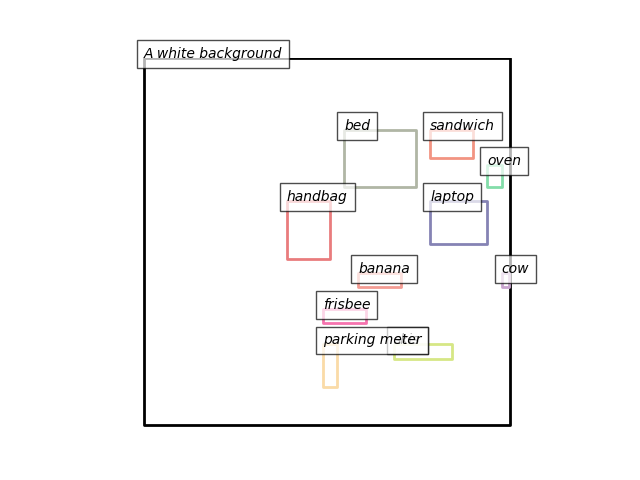 A white background
bed
sandwich
oven
handbag
laptop
banana
cow
frisbee
parking meter